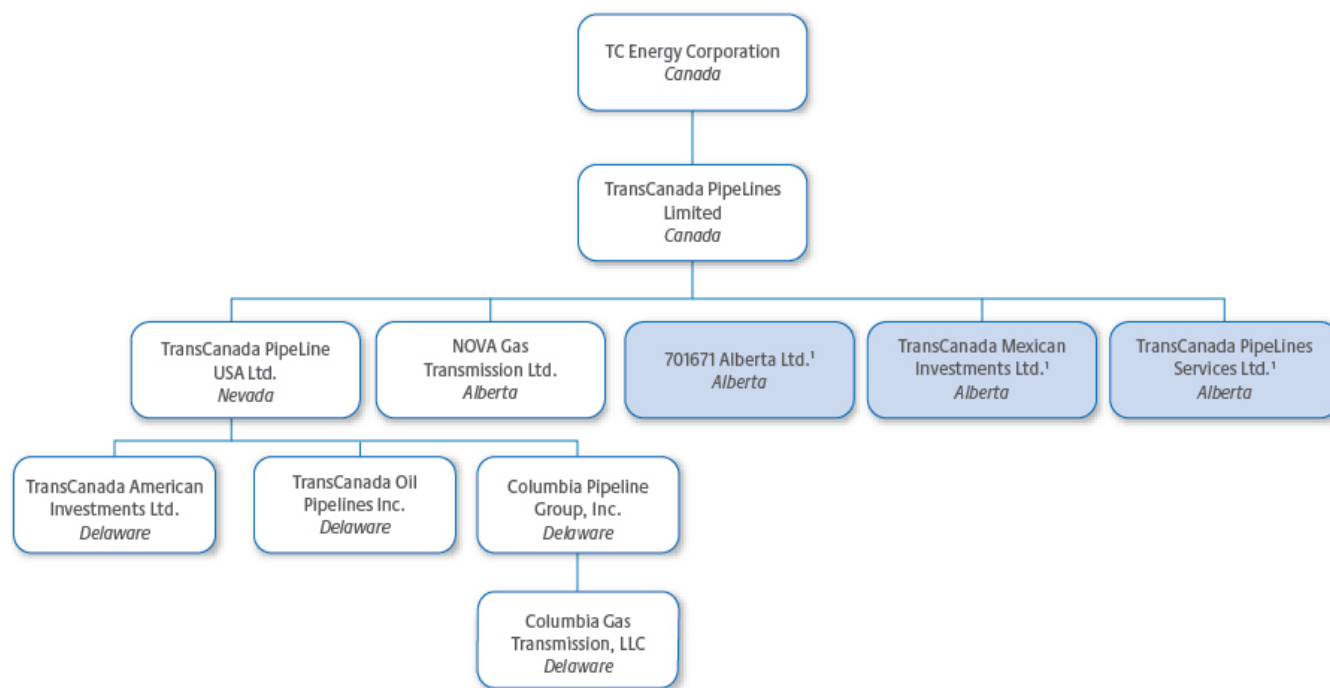 TC Energy Corporation
Canada
TransCanada PipeLines
Limited
Canada
TransCanada PipeLine
USA Ltd.
Nevada
NOVA Gas
Transmission Ltd.
Alberta
701671 Alberta Ltd.¹
Alberta
TransCanada Mexican
Investments Ltd.¹
Alberta
TransCanada PipeLines
Services Ltd.¹
Alberta
TransCanada American
Investments Ltd.
Delaware
TransCanada Oil
Pipelines Inc.
Delaware
Columbia Pipeline
Group, Inc.
Delaware
Columbia Gas
Transmission, LLC
Delaware